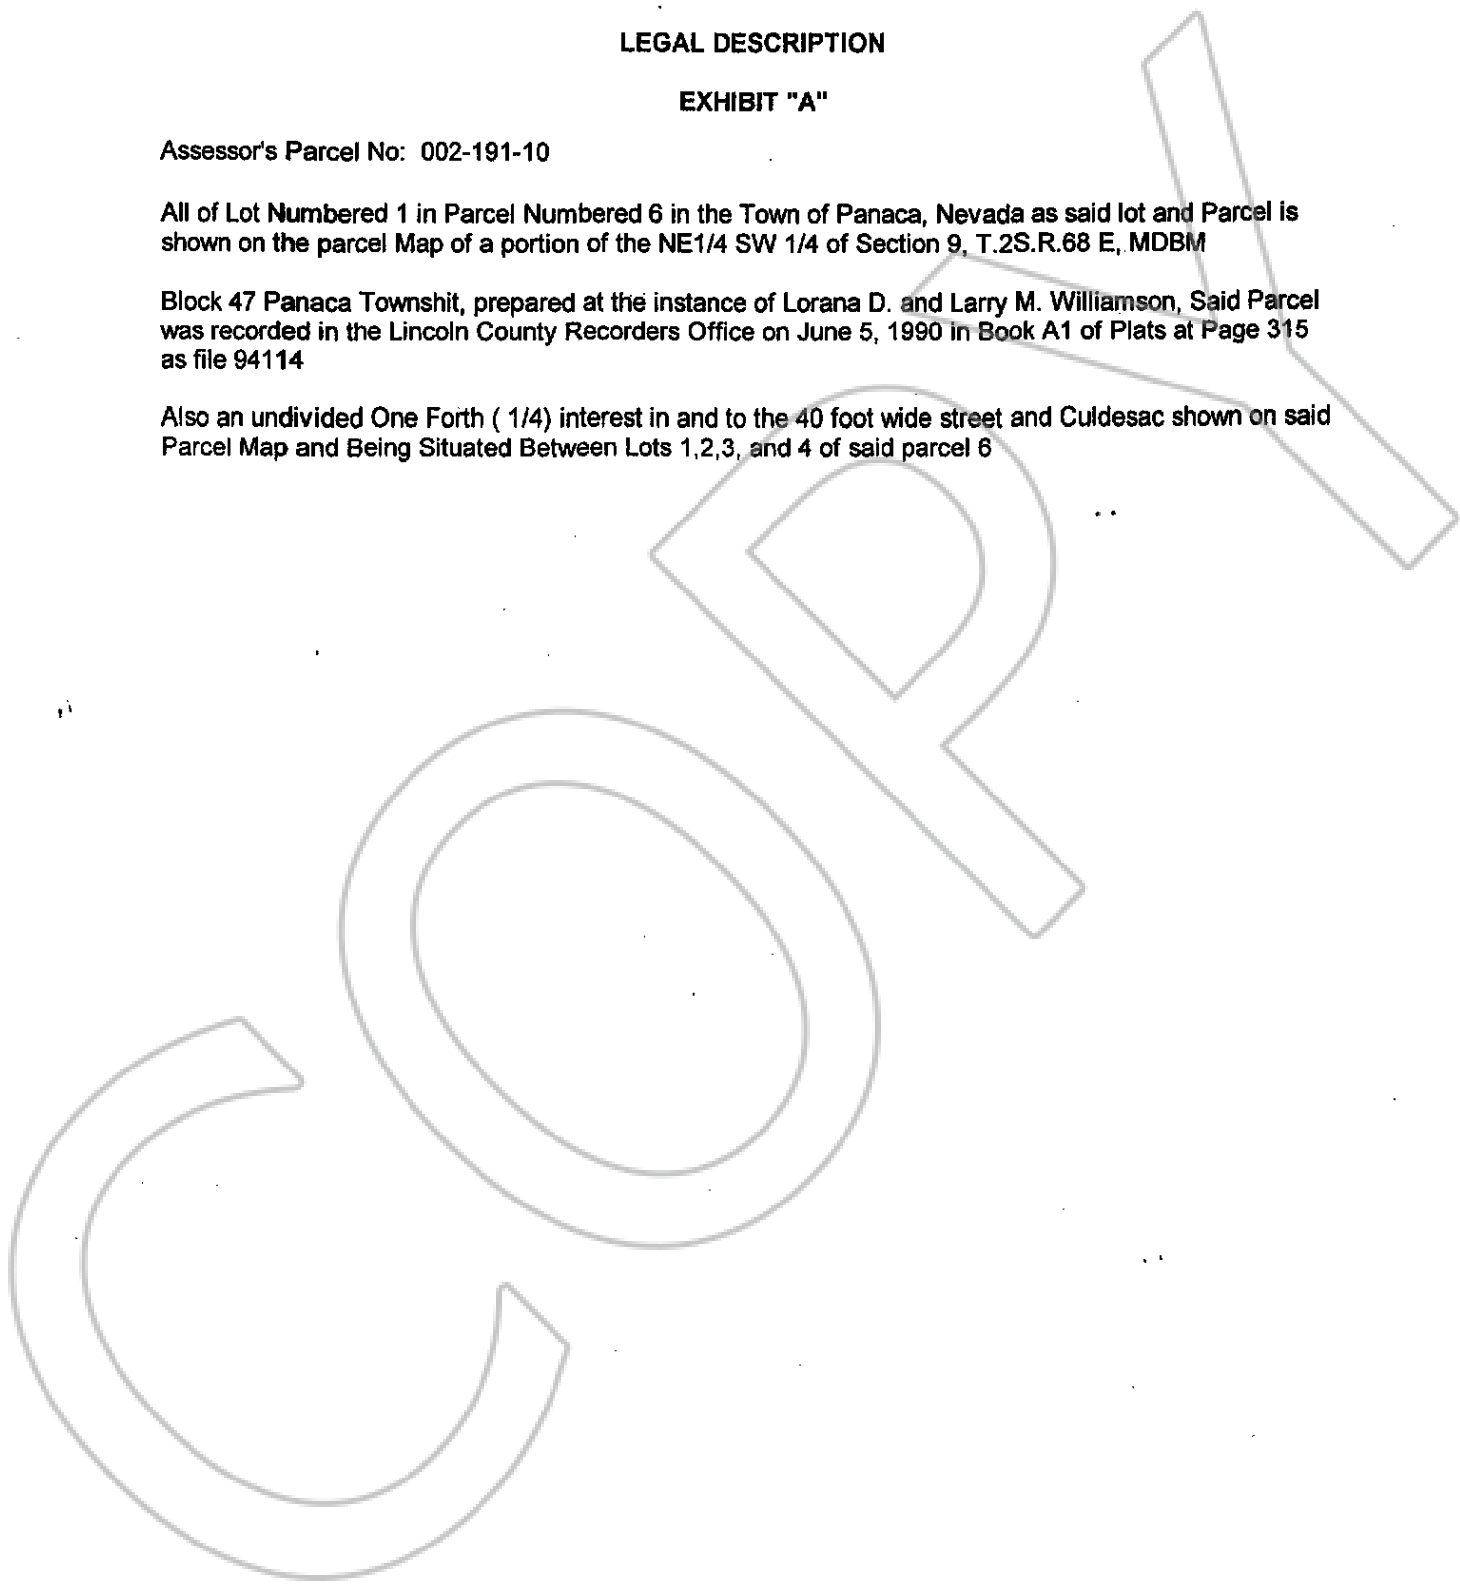 LEGAL DESCRIPTION
EXHIBIT "A"
Assessor's Parcel No: 002-191-10
All of Lot Numbered 1 in Parcel Numbered 6 in the Town of Panaca, Nevada as said lot and Parcel is
shown on the parcel Map of a portion of the NE1/4 SW 1/4 of Section 9, T.2S.R.68 E, MDBM
Block 47 Panaca Townshit, prepared at the instance of Lorana D. and Larry M. Williamson, Said Parcel
was recorded in the Lincoln County Recorders Office on June 5, 1990 in Book A1 of Plats at Page 315
as file 94114
Also an undivided One Forth ( 1/4) interest in and to the 40 foot wide street and Culdesac shown on said
Parcel Map and Being Situated Between Lots 1,2,3, and 4 of said parcel 6
COPY